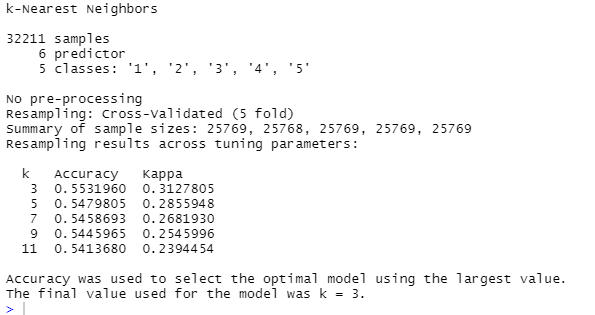 k-Nearest Neighbors
32211 samples
6 predictor
5 classes: '1', '2', '3', '4', '5'
No pre-processing
Resampling: Cross-Validated (5 fold)
Summary of sample sizes: 25769, 25768, 25769, 25769, 25769
Resampling results across tuning parameters:
k Accuracy Kappa
3 0.5531960 0.3127805
5 0.5479805 0.2855948
7 0.5458693 0.2681930
9 0.5445965 0.2545996
11 0.5413680 0.2394454
Accuracy was used to select the optimal model using the largest value.
The final value used for the model was k = 3.
>